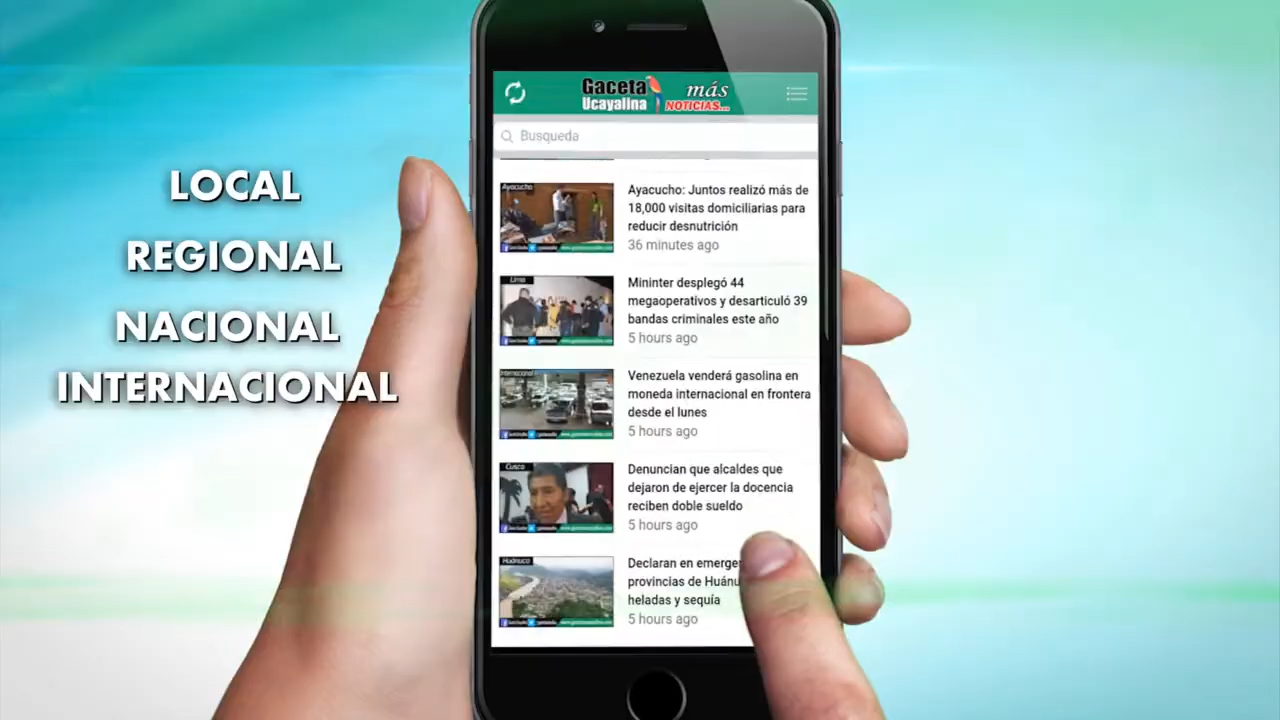 LOCAL
REGIONAL
NACIONAL
INTERNACIONAL
Gaceta
Ucayalina
más
NOTICIAS...
Busqueda
Ayacucho
Ayacucho: Juntos realizó más de
18,000 visitas domiciliarias para
reducir desnutrición
36 minutes ago
Lima
Mininter desplegó 44
megaoperativos y desarticuló 39
bandas criminales este año
5 hours ago
Internacional
Venezuela venderá gasolina en
moneda internacional en frontera
desde el lunes
5 hours ago
Cusco
Denuncian que alcaldes que
dejaron de ejercer la docencia
reciben doble sueldo
5 hours ago
Huánuco
Declaran en emerger
provincias de Huánu
heladas y sequía
5 hours ago